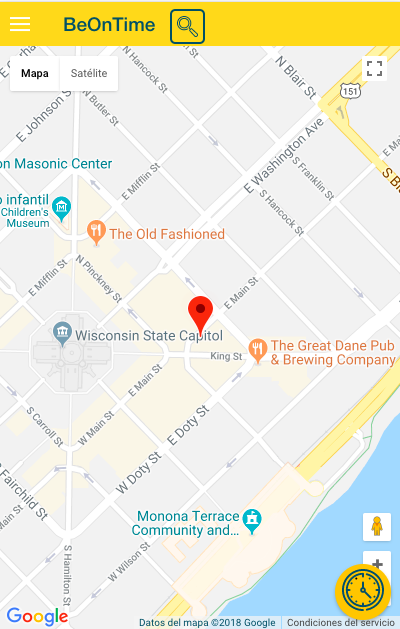 BeOnTime
Mapa
Satélite
N Hancock St
N Blair St
151
E Johnson St
N Butler St
E Washington Ave
S Franklin St
on Masonic Center
E Mifflin St
S Hancock St
o infantil
Children's
Museum
The Old Fashioned
N Pinckney St
E Mifflin St
E Main St
Wisconsin State Capitol
King St
The Great Dane Pub
& Brewing Company
E Main St
S Carroll St
W Main St
E Doty St
W Doty St
Fairchild St
Main St
Monona Terrace
Community and...
W Wilson St
S Hamilton St
Google
Datos del mapa ©2018 Google
Condiciones del servicio